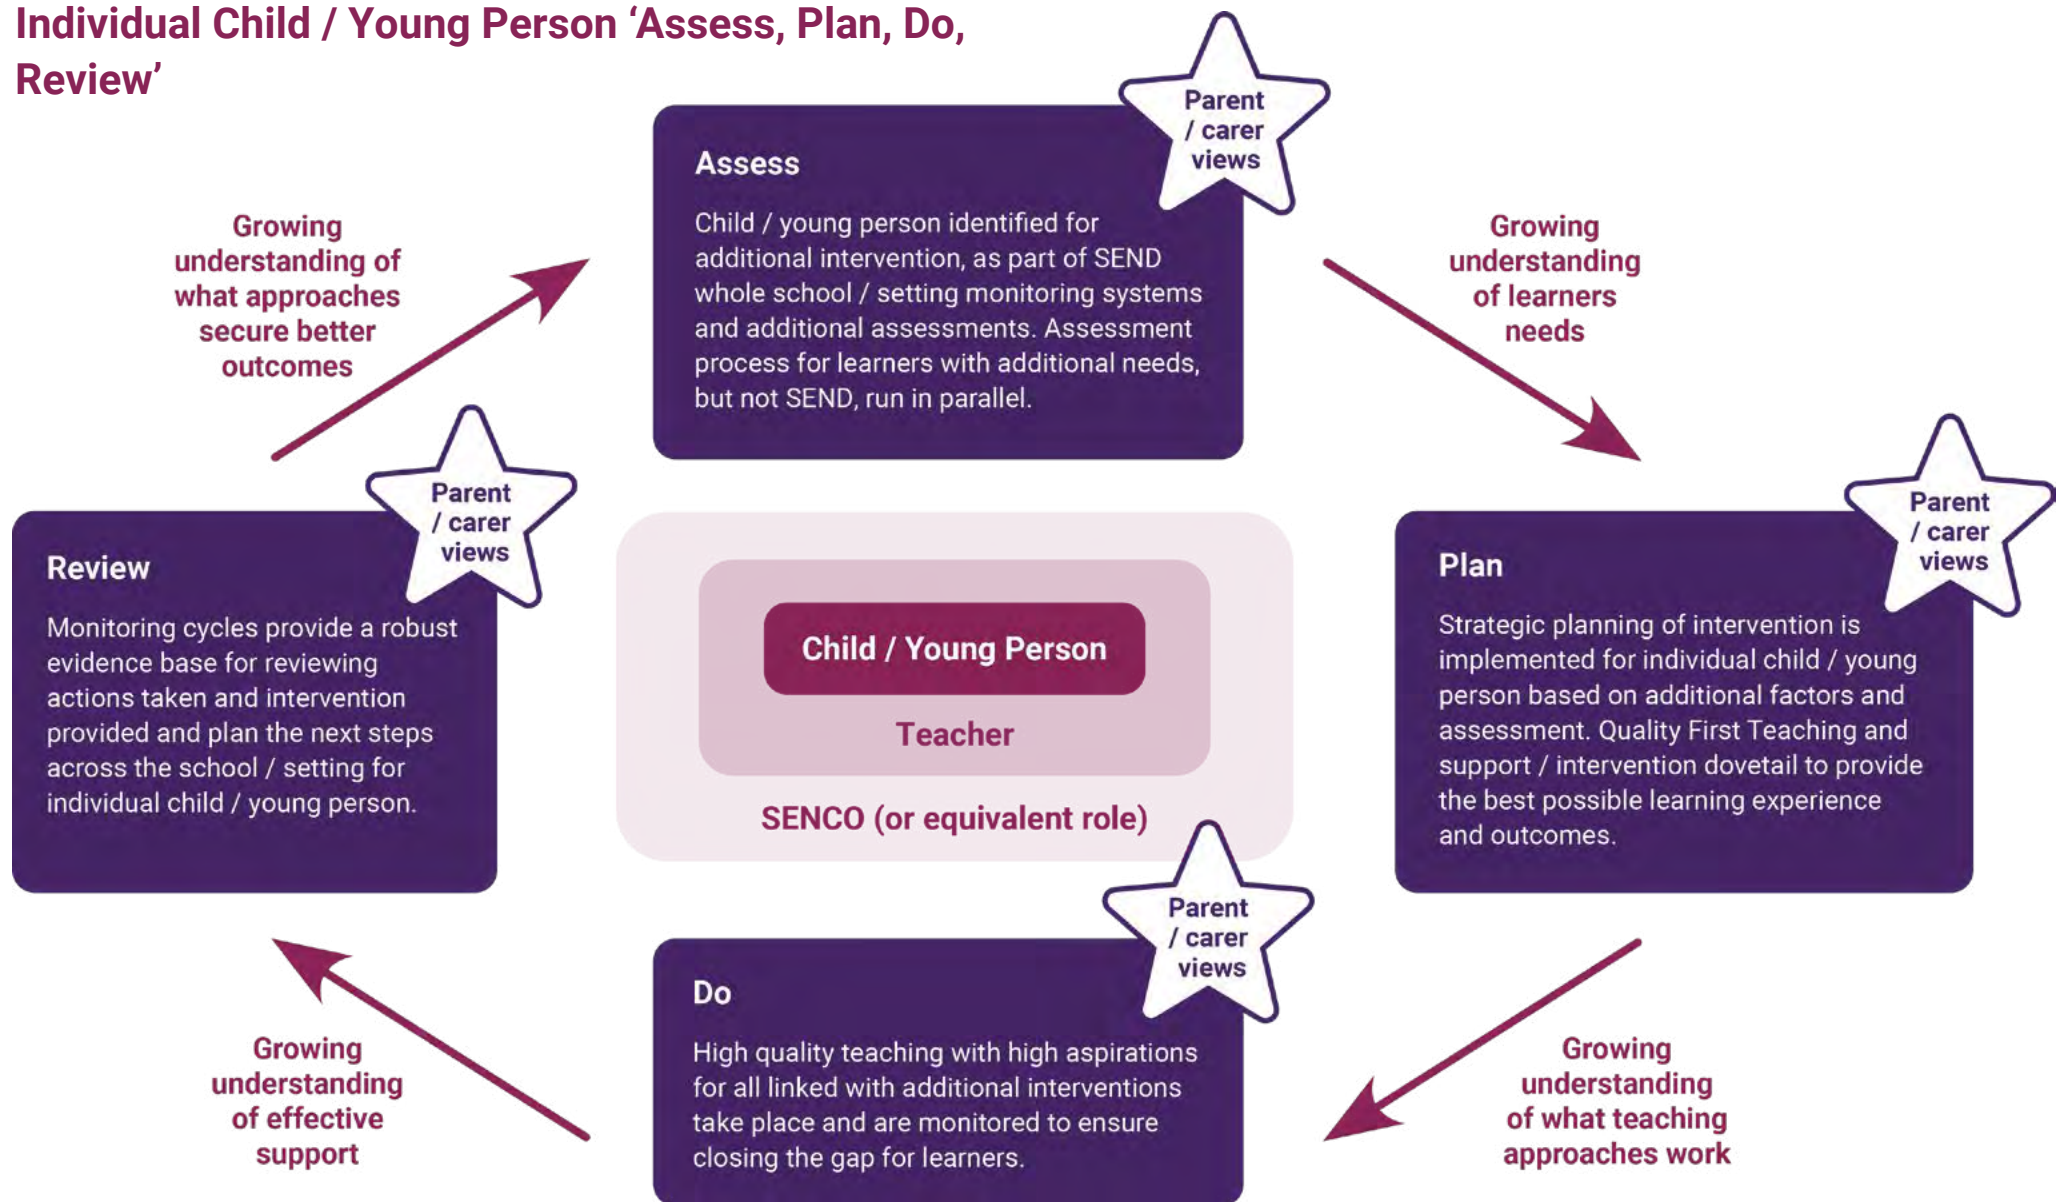 Individual Child / Young Person ‘Assess, Plan, Do,
Review’
Parent
/ carer
views
Assess
Child / young person identified for
additional intervention, as part of SEND
whole school / setting monitoring systems
and additional assessments. Assessment
process for learners with additional needs,
but not SEND, run in parallel.
Growing
understanding
of learners
needs
Parent
/ carer
views
Plan
Strategic planning of intervention is
implemented for individual child / young
person based on additional factors and
assessment. Quality First Teaching and
support / intervention dovetail to provide
the best possible learning experience
and outcomes.
Growing
understanding
of what teaching
approaches work
Parent
/ carer
views
Do
High quality teaching with high aspirations
for all linked with additional interventions
take place and are monitored to ensure
closing the gap for learners.
Growing
understanding
of effective
support
Parent
/ carer
views
Review
Monitoring cycles provide a robust
evidence base for reviewing
actions taken and intervention
provided and plan the next steps
across the school / setting for
individual child / young person.
Growing
understanding of
what approaches
secure better
outcomes
Child / Young Person
Teacher
SENCO (or equivalent role)